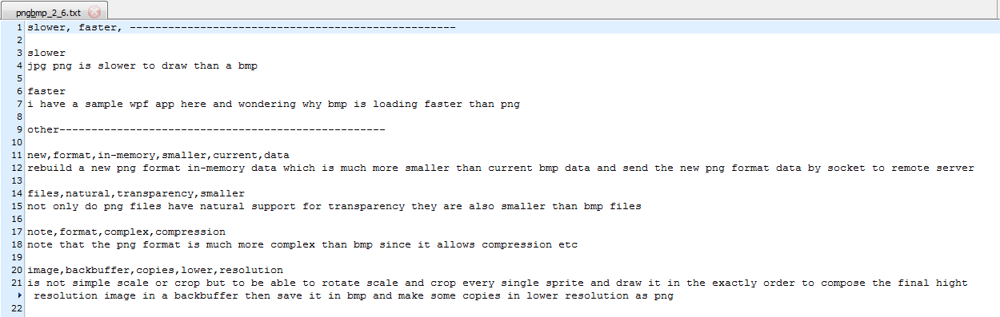 pngbmp_2_6.txt
1 slower, faster, ---------------------------------------------------
2
3 slower
4 jpg png is slower to draw than a bmp
5
6 faster
7 i have a sample wpf app here and wondering why bmp is loading faster than png
8
9 other---------------------------------------------------
10
11 new,format,in-memory,smaller,current,data
12 rebuild a new png format in-memory data which is much more smaller than current bmp data and send the new png format data by socket to remote server
13
14 files,natural,transparency,smaller
15 not only do png files have natural support for transparency they are also smaller than bmp files
16
17 note,format,complex,compression
18 note that the png format is much more complex than bmp since it allows compression etc
19
20 image,backbuffer,copies,lower,resolution
21 is not simple scale or crop but to be able to rotate scale and crop every single sprite and draw it in the exactly order to compose the final hight
resolution image in a backbuffer then save it in bmp and make some copies in lower resolution as png
22